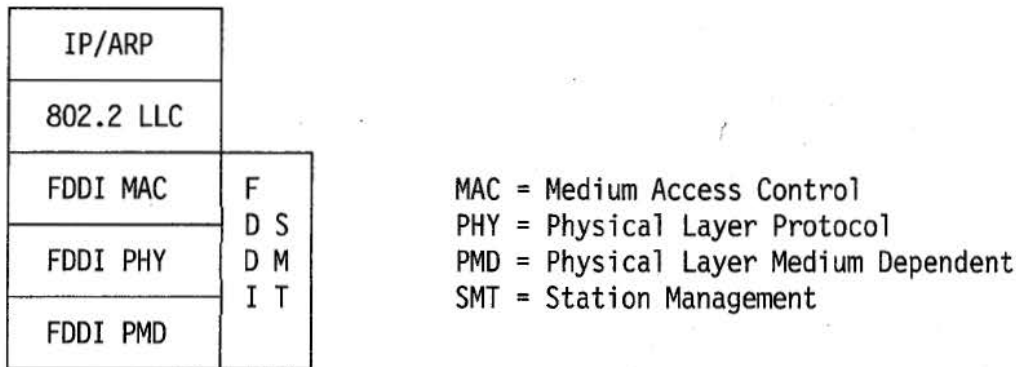 IP/ARP
802.2 LLC
FDDI MAC
FDDI PHY
FDDI PMD
F
D S
D M
I T
MAC = Medium Access Control
PHY = Physical Layer Protocol
PMD = Physical Layer Medium Dependent
SMT = Station Management